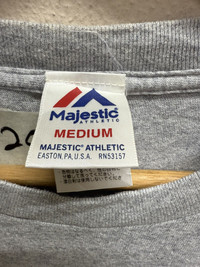 Majestic
ATHLETIC
MEDIUM
MAJESTIC® ATHLETIC
EASTON, PA, U.S.A. RN53157